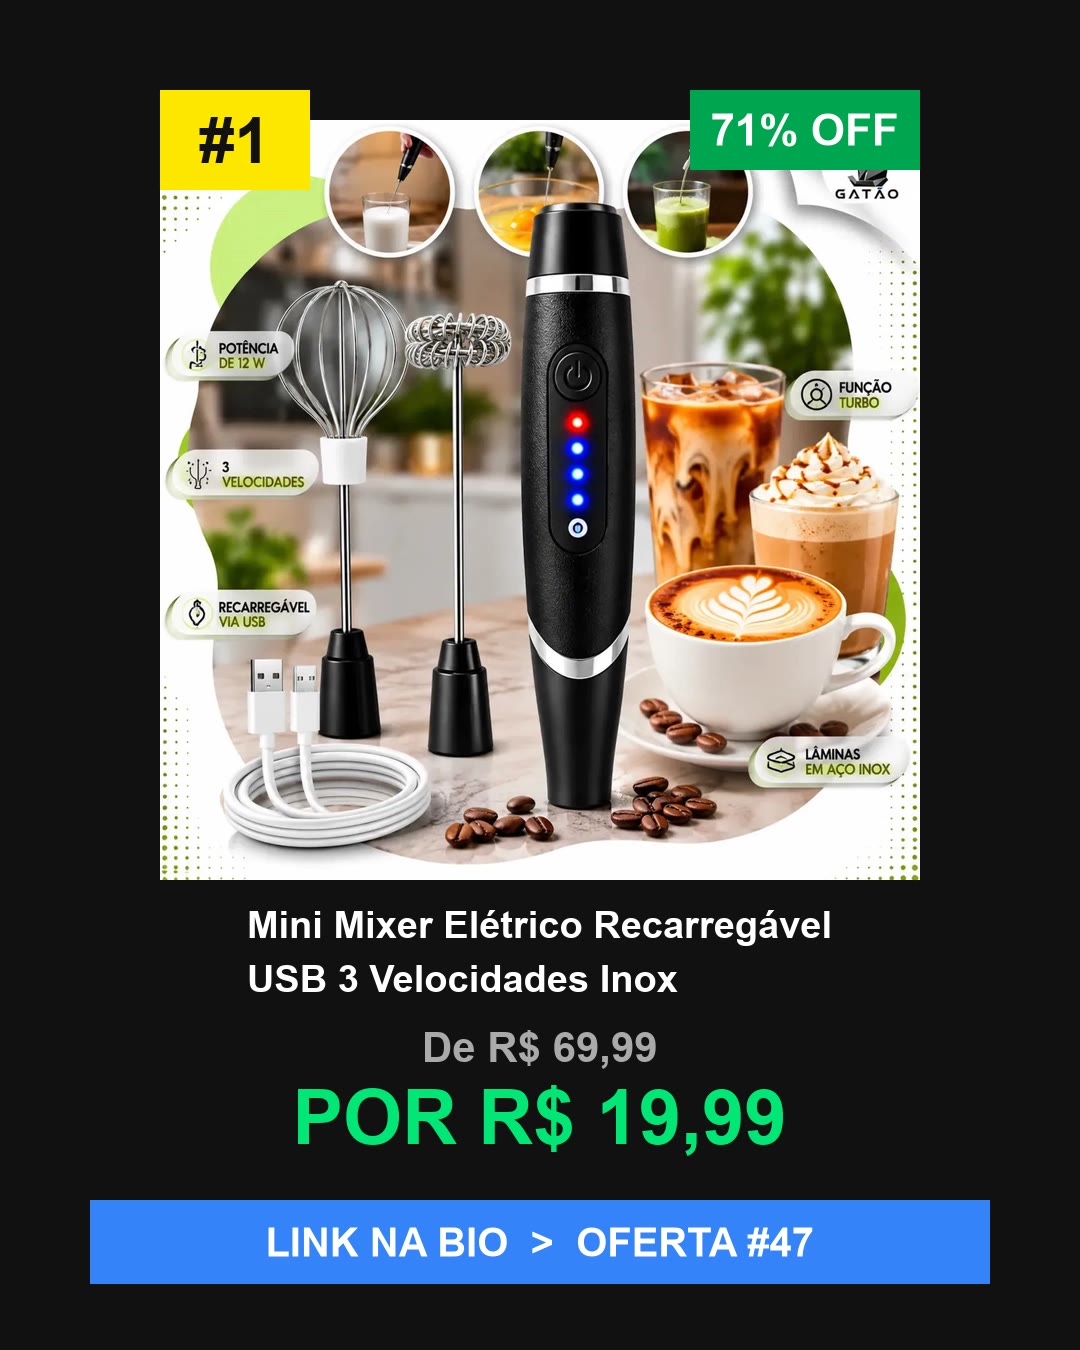 #1
71% OFF
GATÃO
POTÊNCIA
DE 12 W
FUNÇÃO
TURBO
3
VELOCIDADES
RECARREGÁVEL
VIA USB
LÂMINAS
EM AÇO INOX
Mini Mixer Elétrico Recarregável
USB 3 Velocidades Inox
De R$ 69,99
POR R$ 19,99
LINK NA BIO > OFERTA #47